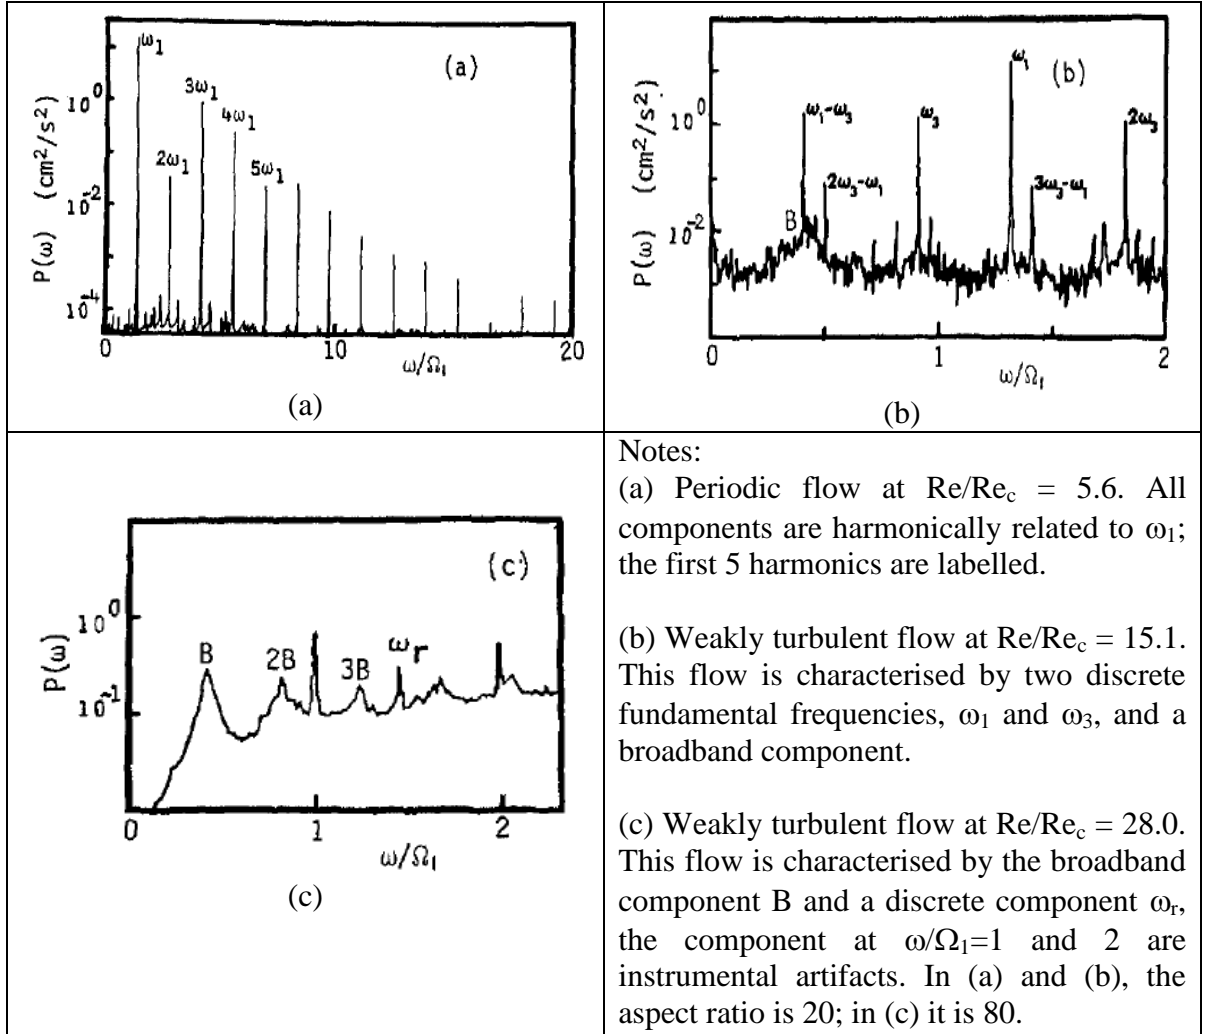 ω₁
(a)
3ω₁
4ω₁
2ω₁
5ω₁
P(ω) (cm²/s²)
10⁰
10⁻²
10⁻⁴
0
10
20
ω/Ω₁
(a)
ω₁
(b)
ω₁-ω₃
ω₃
2ω₃
2ω₃-ω₁
3ω₃-ω₁
B
P(ω) (cm²/s²)
10⁰
10⁻²
0
1
2
ω/Ω₁
(b)
(c)
B
2B
3B
ωr
P(ω)
10⁰
10⁻¹
0
1
2
ω/Ω₁
(c)
Notes:
(a) Periodic flow at Re/Rec = 5.6. All
components are harmonically related to ω₁;
the first 5 harmonics are labelled.
(b) Weakly turbulent flow at Re/Rec = 15.1.
This flow is characterised by two discrete
fundamental frequencies, ω₁ and ω₃, and a
broadband component.
(c) Weakly turbulent flow at Re/Rec = 28.0.
This flow is characterised by the broadband
component B and a discrete component ωr,
the component at ω/Ω₁=1 and 2 are
instrumental artifacts. In (a) and (b), the
aspect ratio is 20; in (c) it is 80.